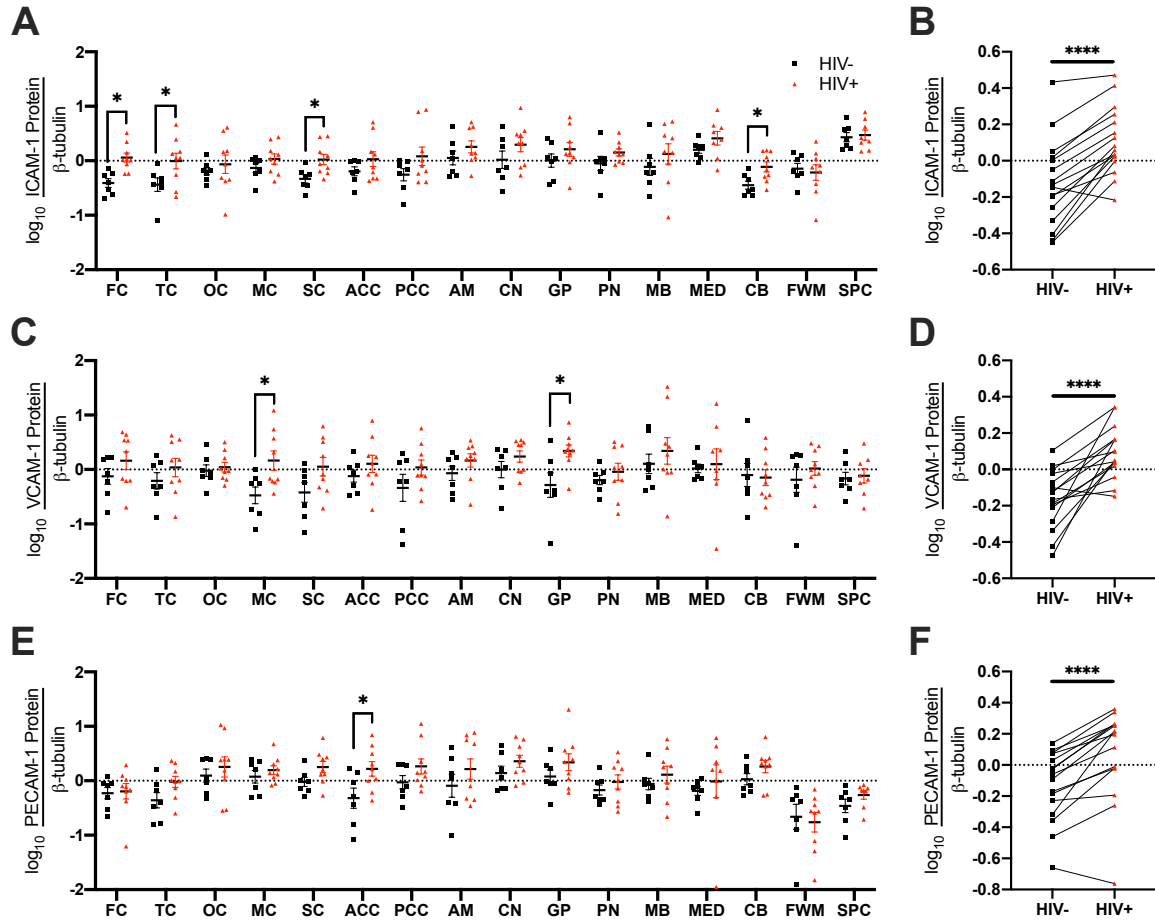 A
log10 ICAM-1 Protein
β-tubulin
2
1
0
-1
-2
HIV-
HIV+
*
*
*
*
FC TC OC MC SC ACC PCC AM CN GP PN MB MED CB FWM SPC
B
log10 ICAM-1 Protein
β-tubulin
0.6
0.4
0.2
0.0
-0.2
-0.4
-0.6
****
HIV- HIV+
C
log10 VCAM-1 Protein
β-tubulin
2
1
0
-1
-2
*
*
FC TC OC MC SC ACC PCC AM CN GP PN MB MED CB FWM SPC
D
log10 VCAM-1 Protein
β-tubulin
0.6
0.4
0.2
0.0
-0.2
-0.4
-0.6
****
HIV- HIV+
E
log10 PECAM-1 Protein
β-tubulin
2
1
0
-1
-2
*
FC TC OC MC SC ACC PCC AM CN GP PN MB MED CB FWM SPC
F
log10 PECAM-1 Protein
β-tubulin
0.6
0.4
0.2
0.0
-0.2
-0.4
-0.6
-0.8
****
HIV- HIV+